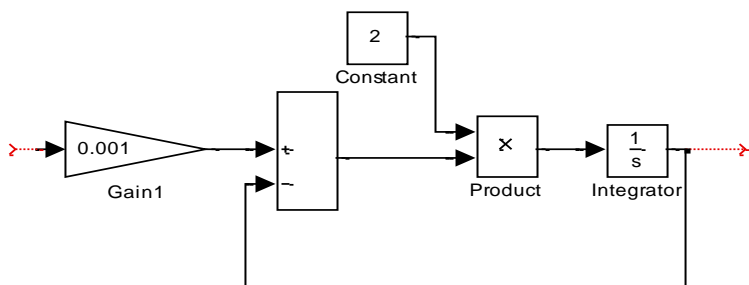 2
Constant
0.001
Gain1
+
−
×
Product
1
s
Integrator